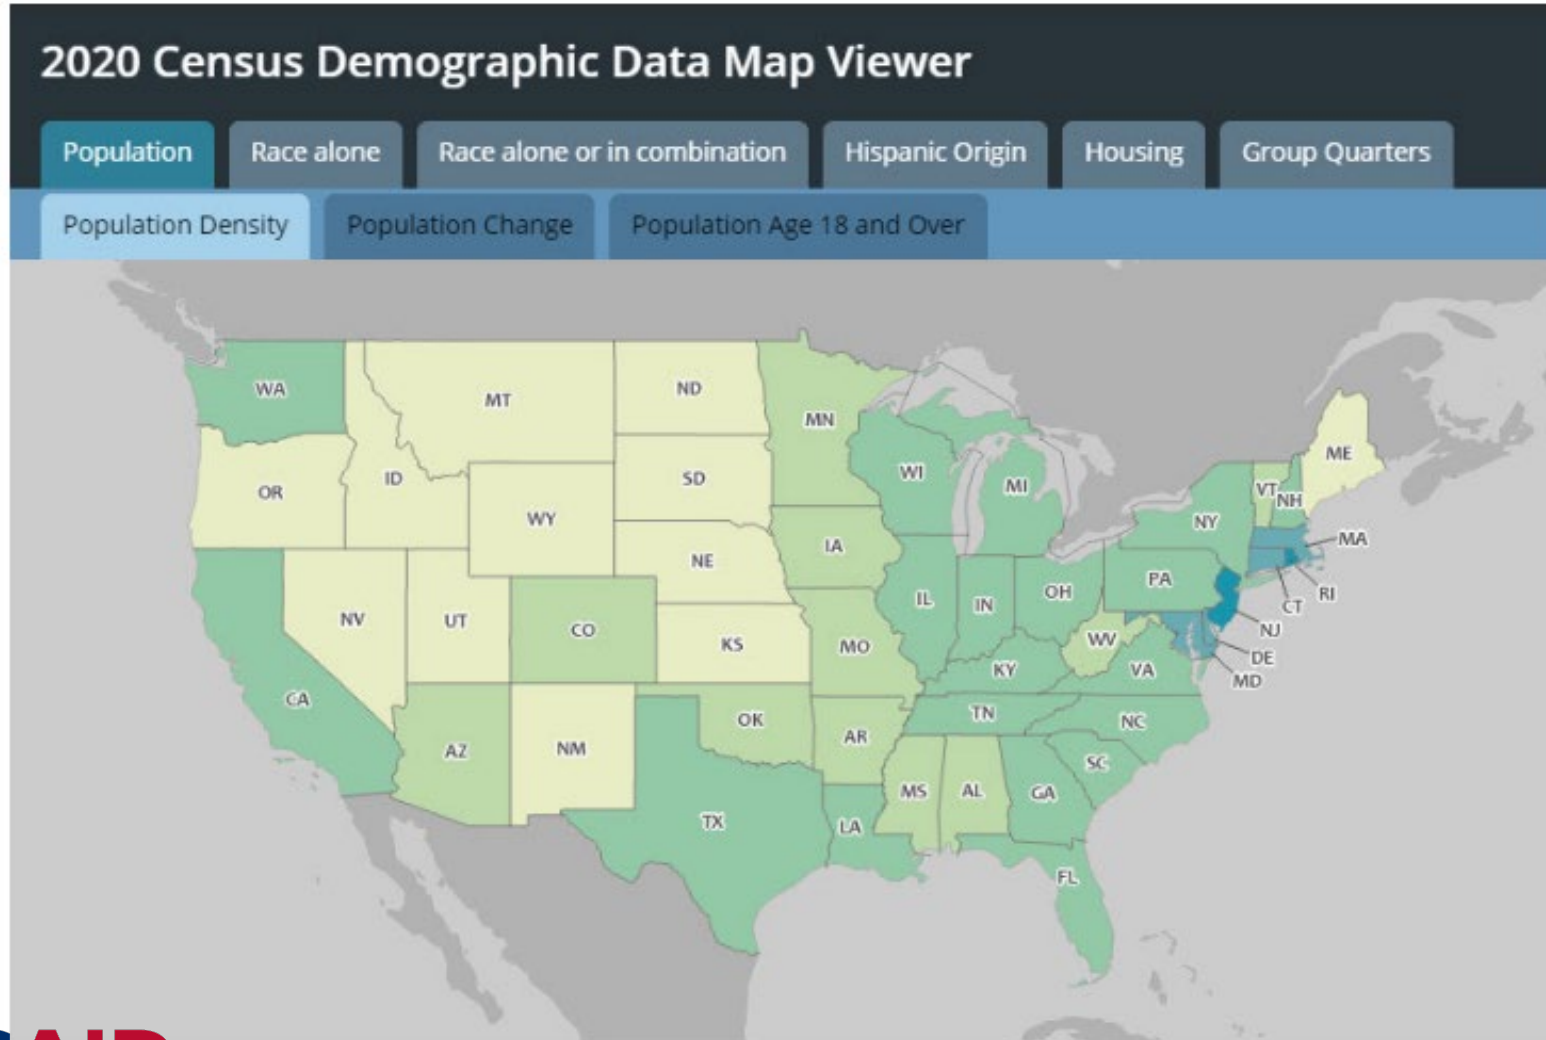 2020 Census Demographic Data Map Viewer
Population Race alone Race alone or in combination Hispanic Origin Housing Group Quarters
Population Density Population Change Population Age 18 and Over
WA
MT
ND
MN
OR
ID
SD
WI
MI
ME
WY
VT
NH
NY
NE
IA
MA
IL
IN
OH
PA
RI
CT
NV
UT
CO
KS
MO
WV
NJ
DE
KY
VA
MD
CA
OK
AR
TN
NC
AZ
NM
MS
AL
GA
SC
TX
LA
FL
AID